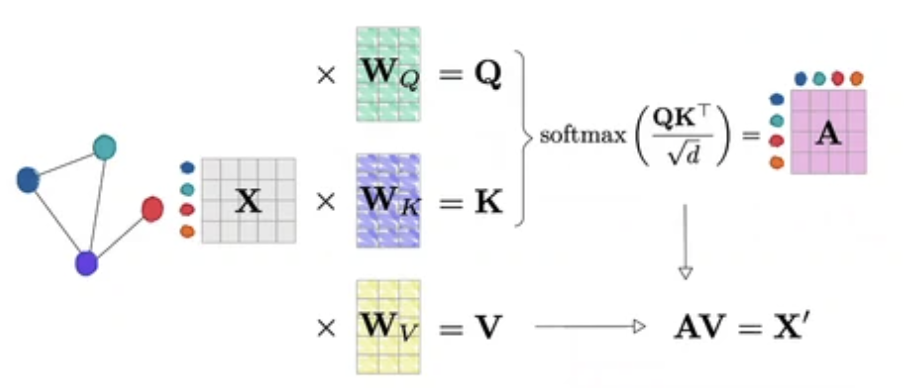 × W_Q = Q
softmax (QK^⊤ / √d) = A
X × W_K = K
× W_V = V → AV = X′